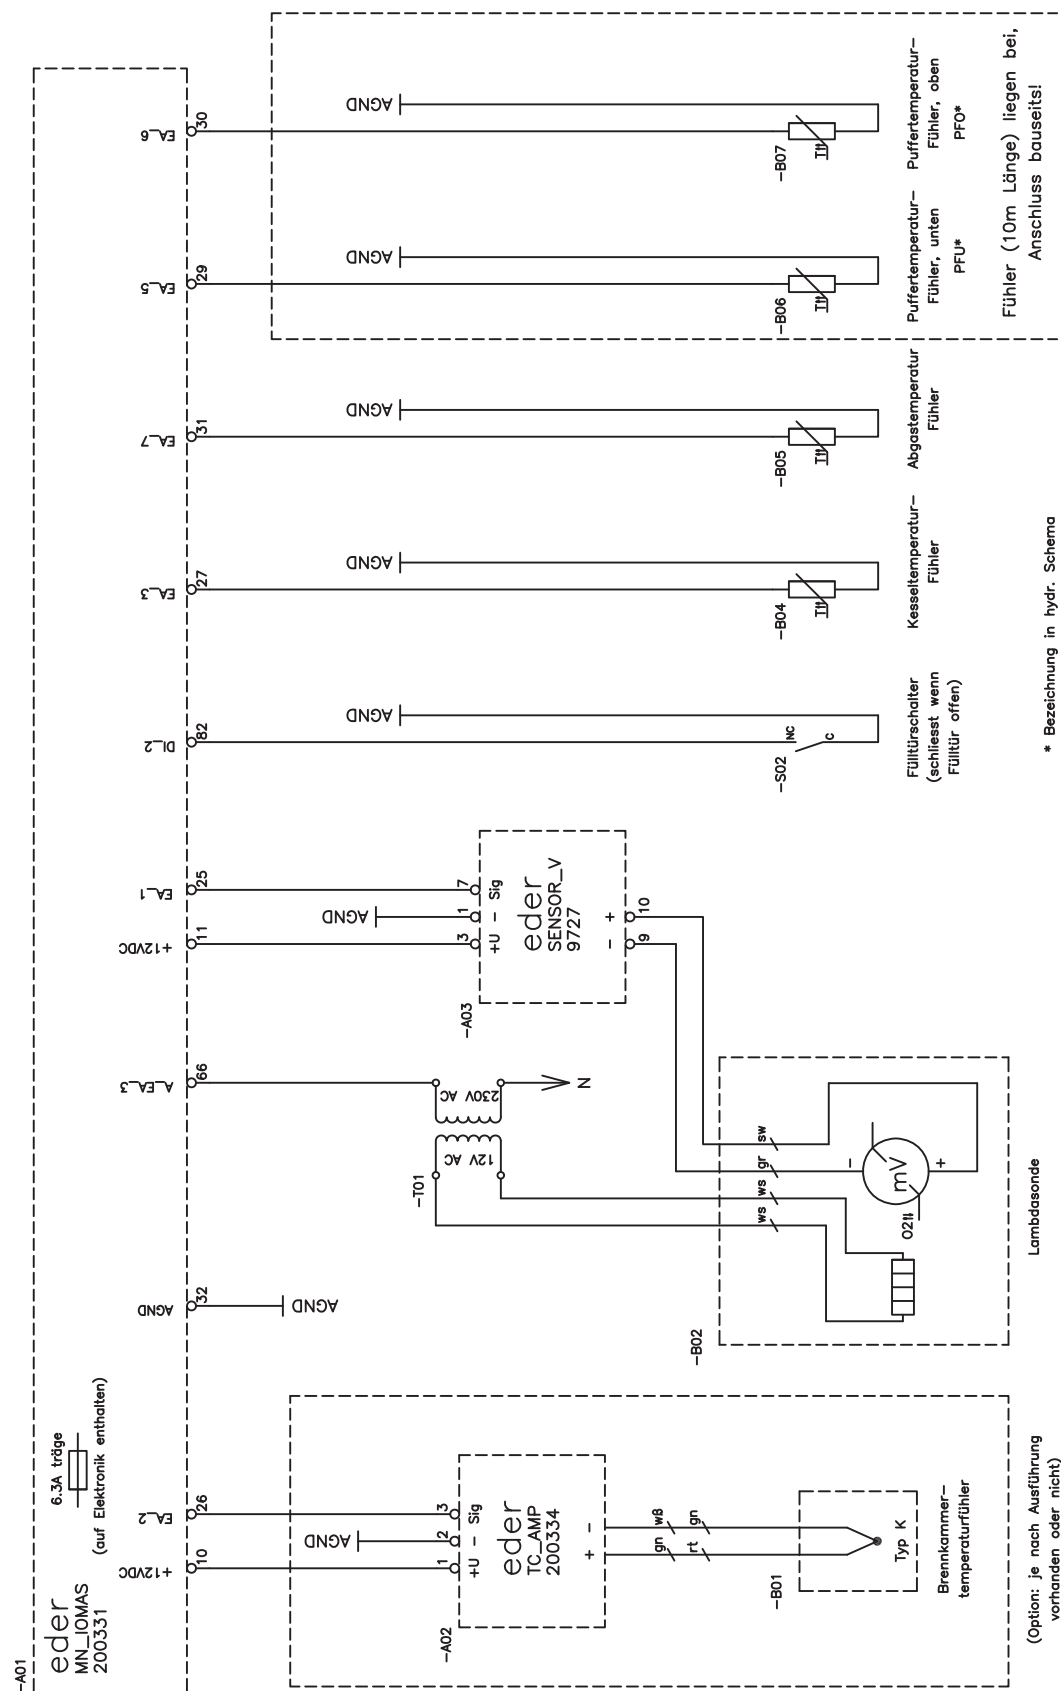 -A01
eder
MN_IOMAS
200331
6.3A träge
(auf Elektronik enthalten)
+12VDC
10
EA_2
26
AGND
32
A_EA_3
66
+12VDC
11
EA_1
25
DI_2
82
EA_3
27
EA_7
31
EA_5
29
EA_6
30
AGND
AGND
AGND
AGND
AGND
AGND
AGND
AGND
-A02
1
2
3
+U
-
Sig
eder
TC_AMP
200334
+
-
gn
wß
rt
gn
-B01
Typ K
Brennkammer-
temperaturfühler
(Option: je nach Ausführung
vorhanden oder nicht)
-T01
230V AC
12V AC
N
-A03
3
1
7
+U
-
Sig
eder
SENSOR_V
9727
-
+
9
10
-B02
ws
ws
gr
sw
-
mV
+
O2
Lambdasonde
-S02
NC
C
Fülltürschalter
(schliesst wenn
Fülltür offen)
-B04
T
Kesseltemperatur-
Fühler
-B05
T
Abgastemperatur
Fühler
-B06
T
Puffertemperatur-
Fühler, unten
PFU*
-B07
T
Puffertemperatur-
Fühler, oben
PFO*
Fühler (10m Länge) liegen bei,
Anschluss bauseits!
* Bezeichnung in hydr. Schema